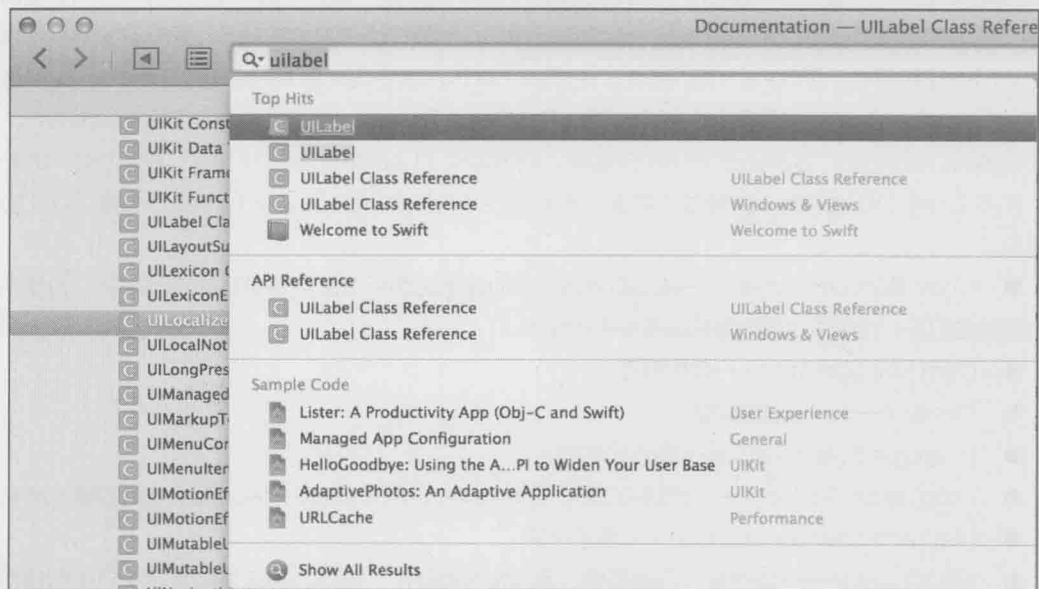 Documentation — UILabel Class Refere
uilabel
Top Hits
UILabel
UILabel
UILabel Class Reference UILabel Class Reference
UILabel Class Reference Windows & Views
Welcome to Swift Welcome to Swift
API Reference
UILabel Class Reference UILabel Class Reference
UILabel Class Reference Windows & Views
Sample Code
Lister: A Productivity App (Obj-C and Swift) User Experience
Managed App Configuration General
HelloGoodbye: Using the A...PI to Widen Your User Base UIKit
AdaptivePhotos: An Adaptive Application UIKit
URLCache Performance
Show All Results
UIKit Const
UIKit Data
UIKit Frame
UIKit Funct
UILabel Cla
UILayoutSu
UILexicon
UILexiconE
UILocalize
UILocalNot
UILongPres
UIManaged
UIMarkupT
UIMenuCor
UIMenuIter
UIMotionEf
UIMotionEf
UIMutableL
UIMutableL